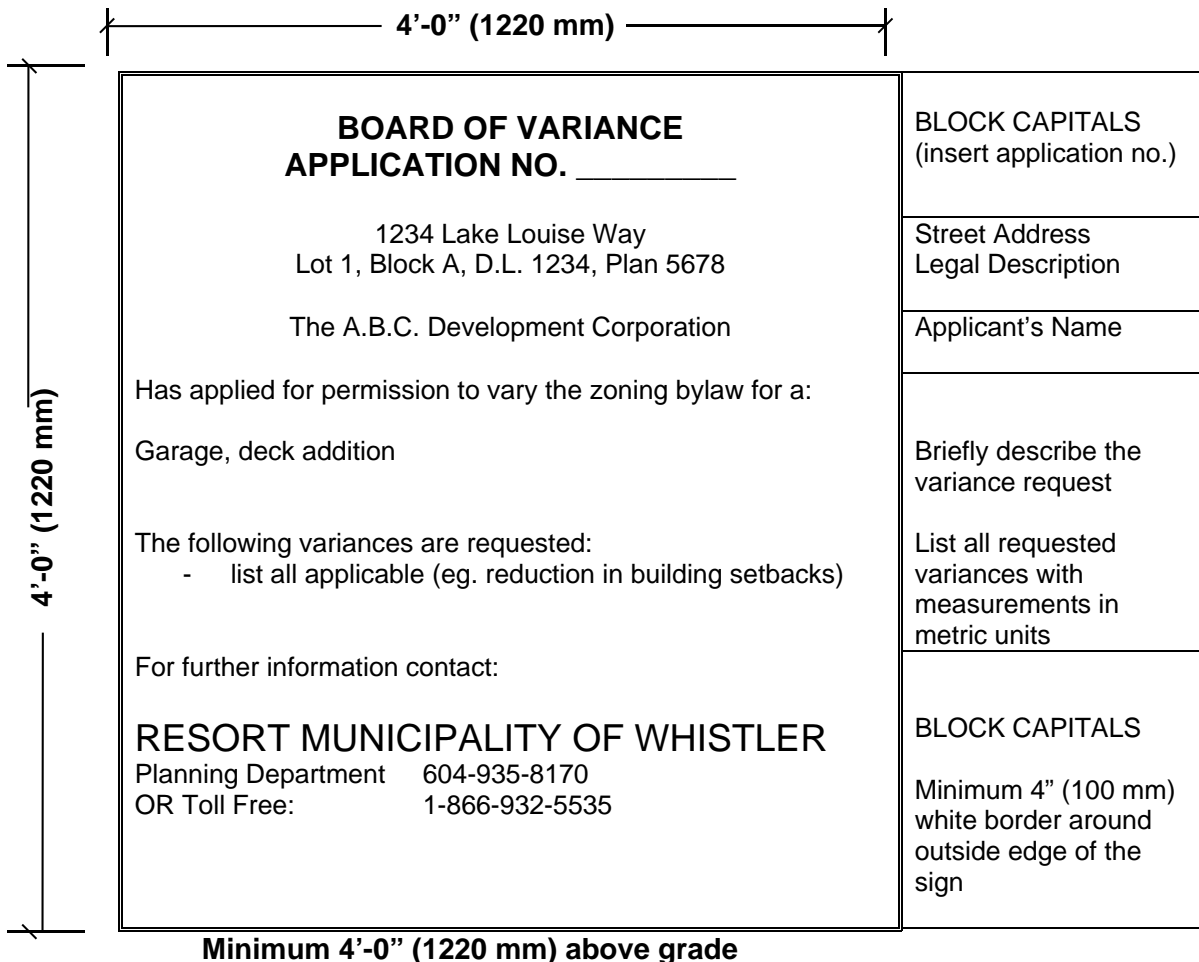 4’-0” (1220 mm)
4’-0” (1220 mm)
BOARD OF VARIANCE
APPLICATION NO. _________
1234 Lake Louise Way
Lot 1, Block A, D.L. 1234, Plan 5678
The A.B.C. Development Corporation
Has applied for permission to vary the zoning bylaw for a:
Garage, deck addition
The following variances are requested:
- list all applicable (eg. reduction in building setbacks)
For further information contact:
RESORT MUNICIPALITY OF WHISTLER
Planning Department 604-935-8170
OR Toll Free: 1-866-932-5535
BLOCK CAPITALS
(insert application no.)
Street Address
Legal Description
Applicant’s Name
Briefly describe the
variance request
List all requested
variances with
measurements in
metric units
BLOCK CAPITALS
Minimum 4” (100 mm)
white border around
outside edge of the
sign
Minimum 4’-0” (1220 mm) above grade